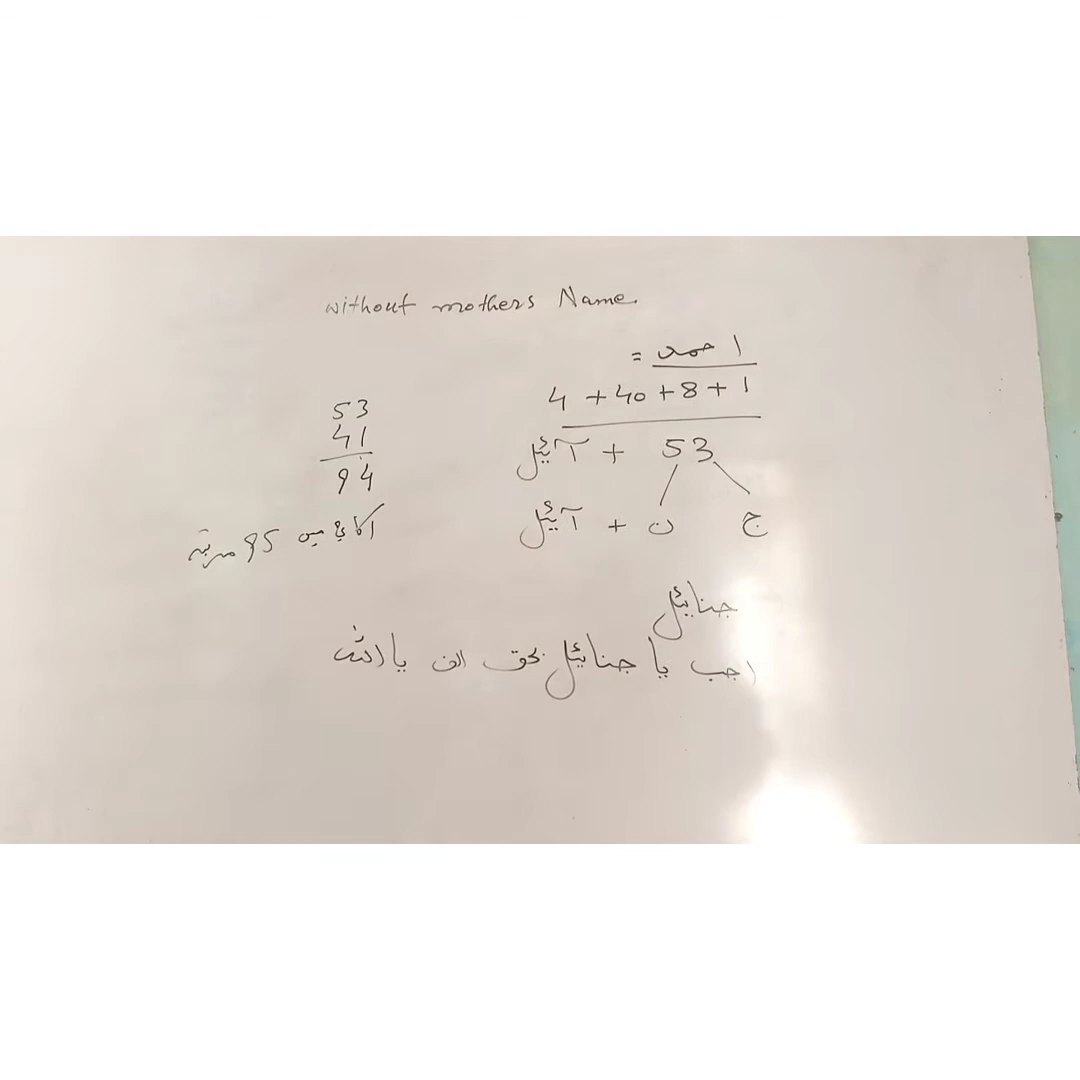 without mothers Name.
احمد =
4 + 40 + 8 + 1
53 + آئیل
ج ن + آئیل
53
41
94
میں 95 مرتبہ
جنائیل
اجب یا جنائیل بحق الف یا اللہ